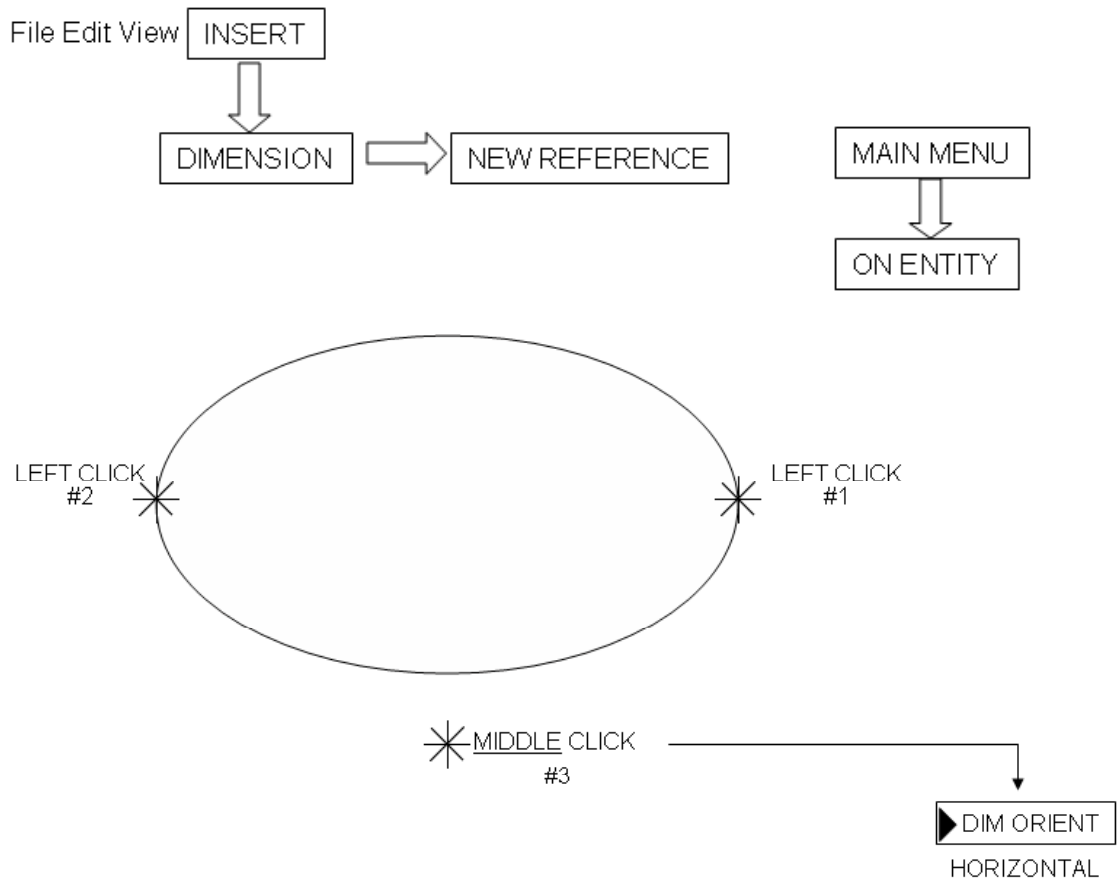 File Edit View INSERT
DIMENSION NEW REFERENCE
MAIN MENU
ON ENTITY
LEFT CLICK
#2
LEFT CLICK
#1
MIDDLE CLICK
#3
DIM ORIENT
HORIZONTAL